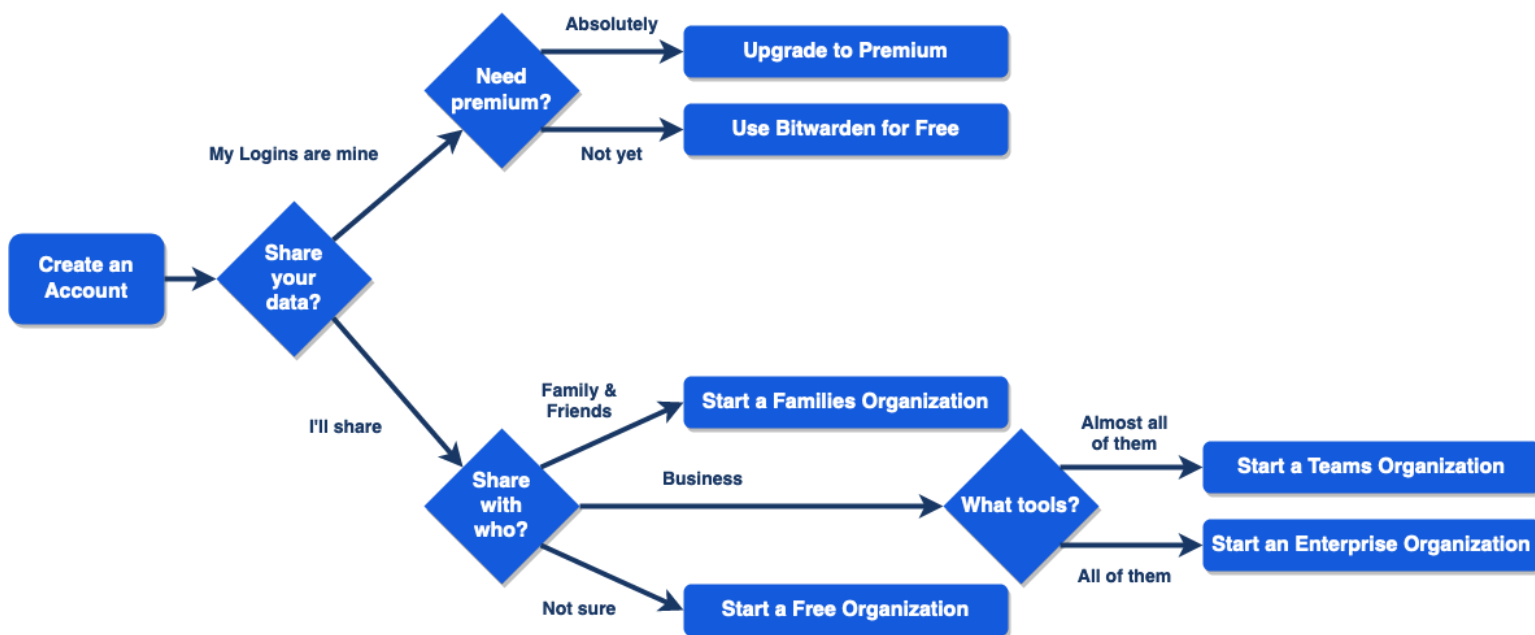 Absolutely
Need
premium?
Upgrade to Premium
Use Bitwarden for Free
Not yet
My Logins are mine
Create an
Account
Share
your
data?
I'll share
Family &
Friends
Start a Families Organization
Share
with
who?
Business
What tools?
Almost all
of them
Start a Teams Organization
Start an Enterprise Organization
All of them
Not sure
Start a Free Organization